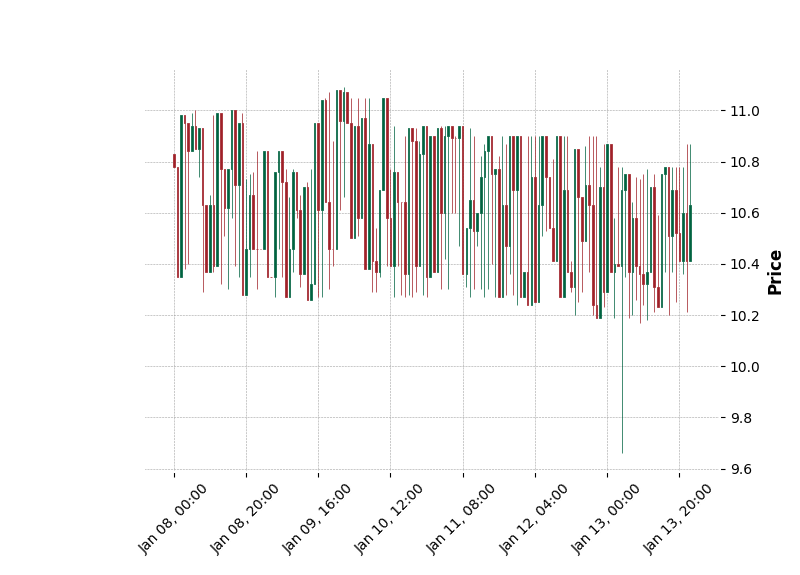 11.0
10.8
10.6
10.4
10.2
10.0
9.8
9.6
Price
Jan 08, 00:00
Jan 08, 20:00
Jan 09, 16:00
Jan 10, 12:00
Jan 11, 08:00
Jan 12, 04:00
Jan 13, 00:00
Jan 13, 20:00